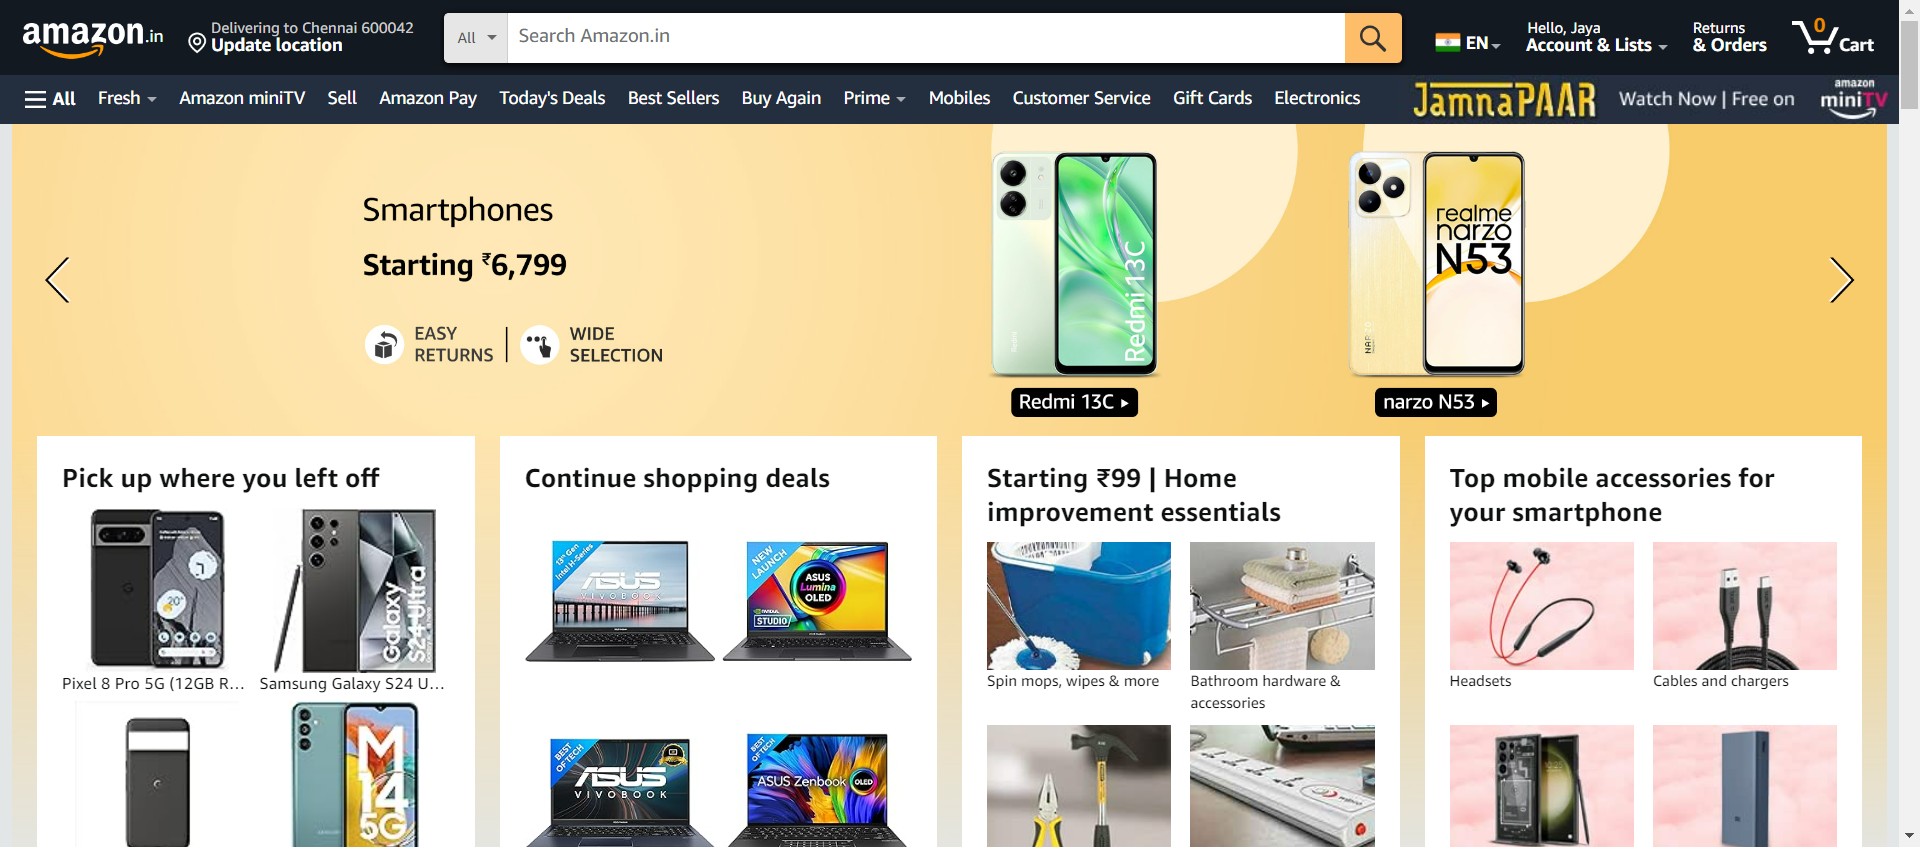 amazon.in
Delivering to Chennai 600042
Update location
All
Search Amazon.in
EN
Hello, Jaya
Account & Lists
Returns
& Orders
0
Cart
All
Fresh
Amazon miniTV
Sell
Amazon Pay
Today's Deals
Best Sellers
Buy Again
Prime
Mobiles
Customer Service
Gift Cards
Electronics
JamnaPAAR
Watch Now | Free on
amazon
miniTV
Smartphones
Starting ₹6,799
EASY
RETURNS
WIDE
SELECTION
Redmi 13C
realme
narzo
N53
Redmi 13C
narzo N53
Pick up where you left off
Galaxy
S24 Ultra
Pixel 8 Pro 5G (12GB R...
Samsung Galaxy S24 U...
M
14
5G
Continue shopping deals
13th Gen
Intel H-Series
ASUS
VIVOBOOK
NEW
LAUNCH
ASUS
Lumina
OLED
NVIDIA
STUDIO
BEST
OF TECH
ASUS
VIVOBOOK
BEST
OF TECH
ASUS Zenbook OLED
Starting ₹99 | Home
improvement essentials
Spin mops, wipes & more
Bathroom hardware &
accessories
Top mobile accessories for
your smartphone
Headsets
Cables and chargers